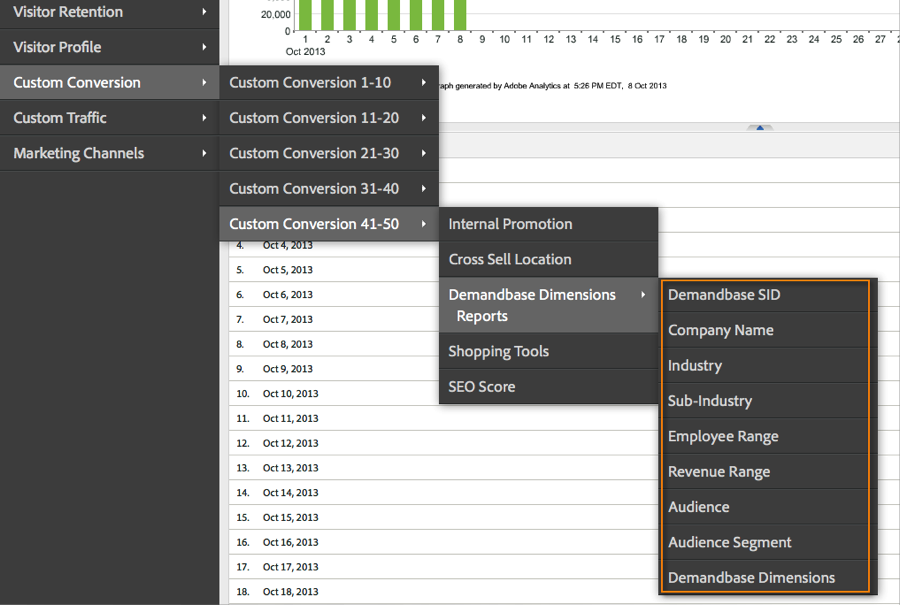 Visitor Retention
Visitor Profile
Custom Conversion
Custom Traffic
Marketing Channels
20,000
0
1 2 3 4 5 6 7 8 9 10 11 12 13 14 15 16 17 18 19 20 21 22 23 24 25 26 27
Oct 2013
raph generated by Adobe Analytics at 5:26 PM EDT, 8 Oct 2013
Custom Conversion 1-10
Custom Conversion 11-20
Custom Conversion 21-30
Custom Conversion 31-40
Custom Conversion 41-50
Internal Promotion
Cross Sell Location
Demandbase Dimensions
Reports
Shopping Tools
SEO Score
Demandbase SID
Company Name
Industry
Sub-Industry
Employee Range
Revenue Range
Audience
Audience Segment
Demandbase Dimensions
4. Oct 4, 2013
5. Oct 5, 2013
6. Oct 6, 2013
7. Oct 7, 2013
8. Oct 8, 2013
9. Oct 9, 2013
10. Oct 10, 2013
11. Oct 11, 2013
12. Oct 12, 2013
13. Oct 13, 2013
14. Oct 14, 2013
15. Oct 15, 2013
16. Oct 16, 2013
17. Oct 17, 2013
18. Oct 18, 2013